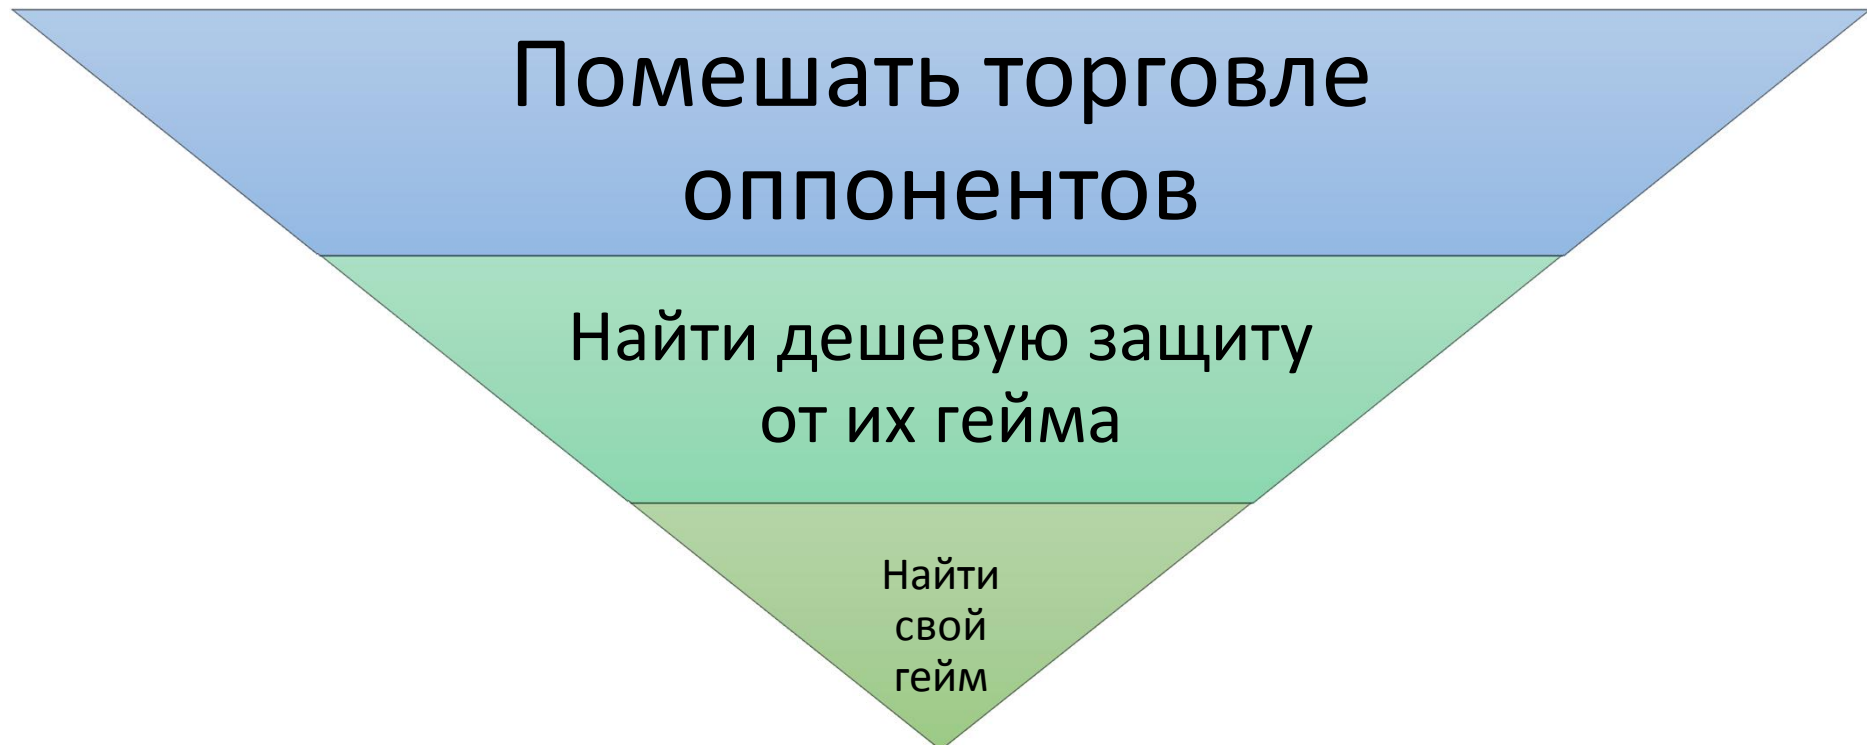 Помешать торговле
оппонентов
Найти дешевую защиту
от их гейма
Найти
свой
гейм